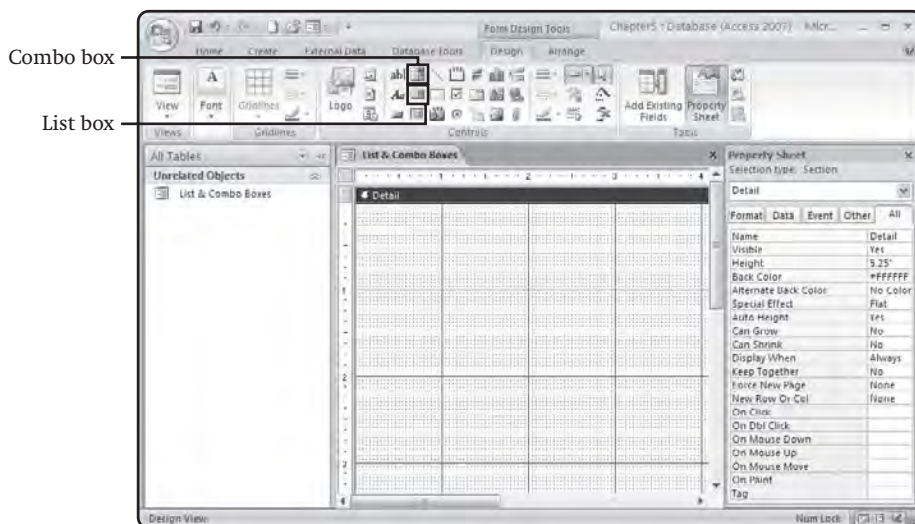 Combo box
List box
Form Design Tools
Chapter5 : Database (Access 2007)
Home
Create
External Data
Database Tools
Design
Arrange
View
Font
Gridlines
Logo
Add Existing Fields
Property Sheet
Views
Gridlines
Controls
Tools
All Tables
Unrelated Objects
List & Combo Boxes
List & Combo Boxes
Detail
Property Sheet
Selection type: Section
Detail
Format Data Event Other All
Name Detail
Visible Yes
Height 5.25"
Back Color #FFFFFF
Alternate Back Color No Color
Special Effect Flat
Auto Height Yes
Can Grow No
Can Shrink No
Display When Always
Keep Together No
Force New Page None
New Row Or Col None
On Click
On Dbl Click
On Mouse Down
On Mouse Up
On Mouse Move
On Paint
Tag
Design View
Num Lock